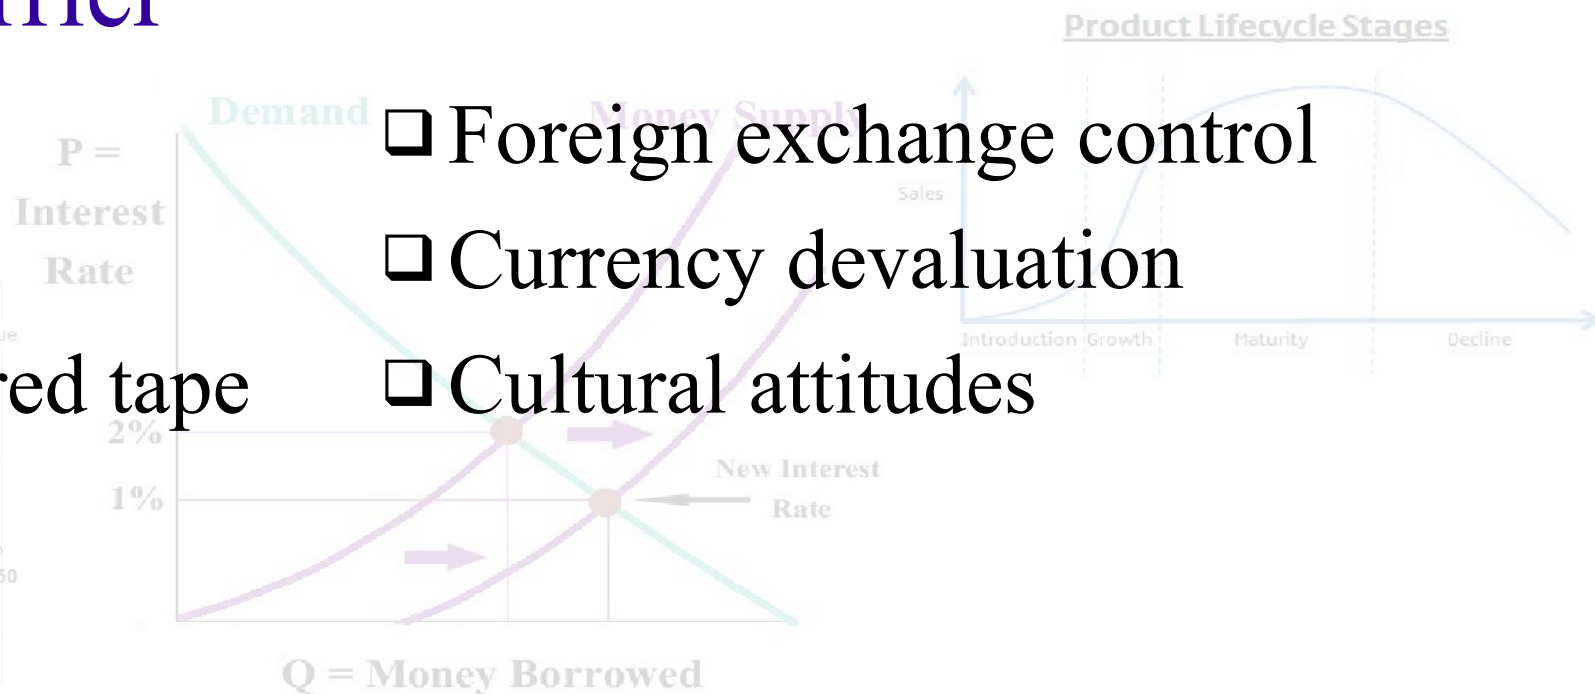 Product Lifecycle Stages
Demand
Money Supply
❑ Foreign exchange control
P =
Interest
Rate
Sales
❑ Currency devaluation
Introduction Growth Maturity Decline
red tape
❑ Cultural attitudes
2%
New Interest
Rate
1%
50
Q = Money Borrowed